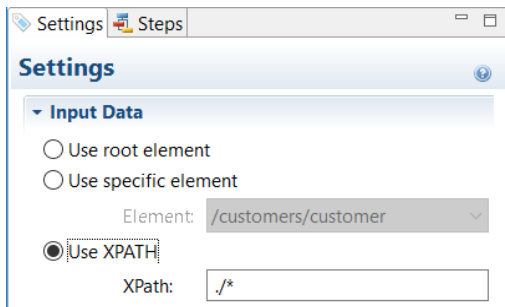 Settings Steps
Settings
Input Data
Use root element
Use specific element
Element: /customers/customer
Use XPATH
XPath: ./*